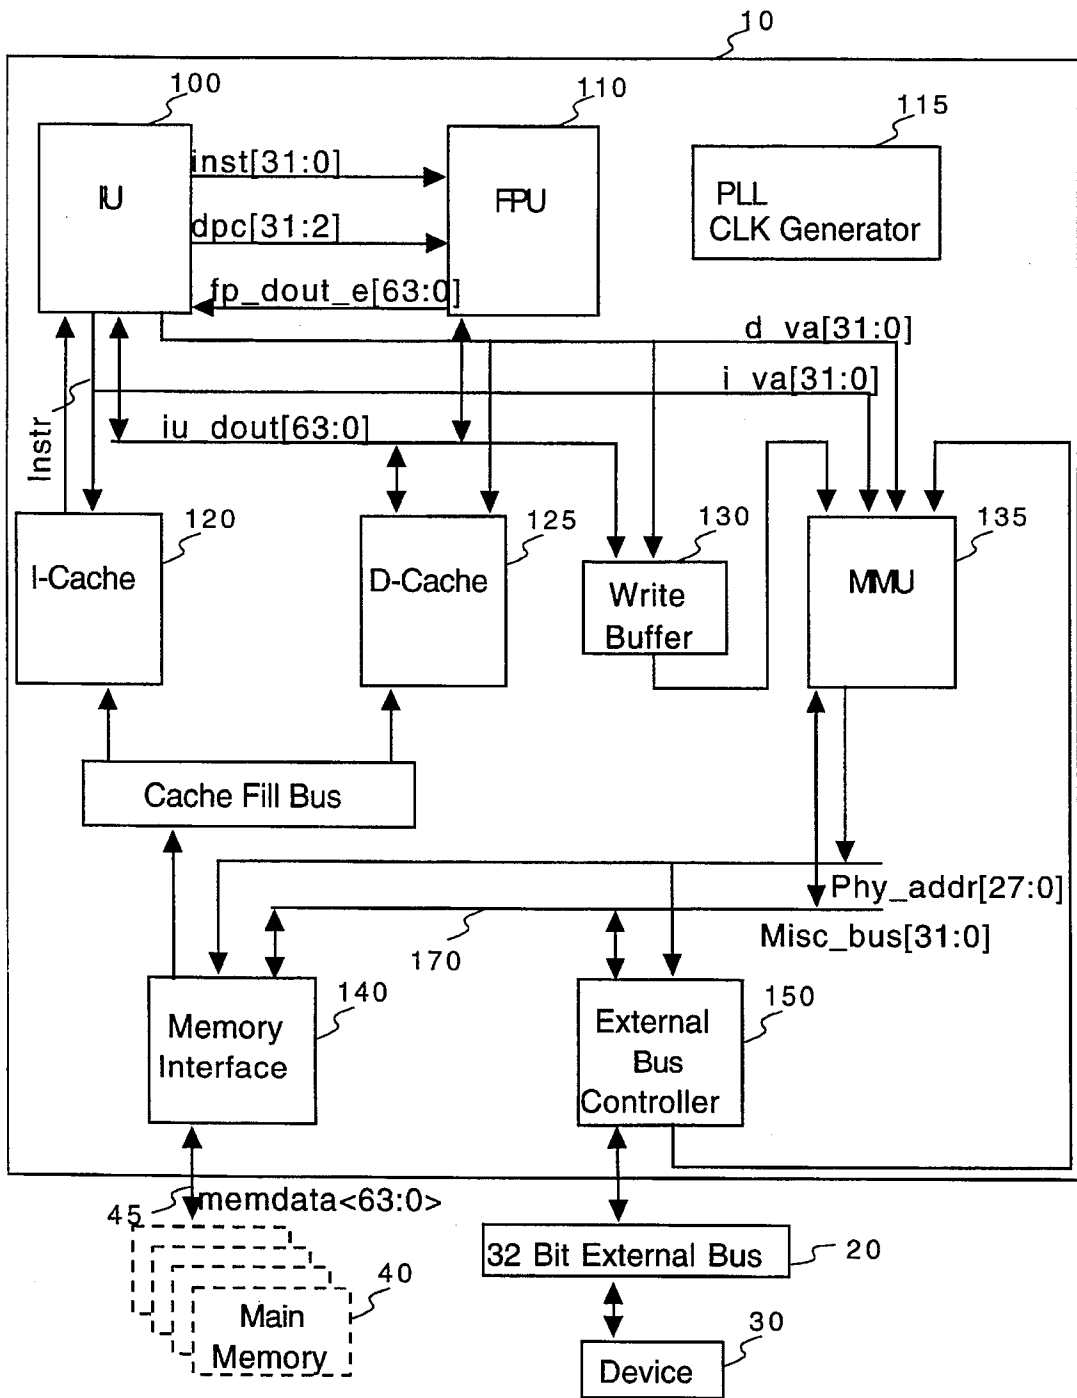 10
100
110
115
IU
inst[31:0]
FPU
PLL
CLK Generator
dpc[31:2]
fp_dout_e[63:0]
d_va[31:0]
i_va[31:0]
Instr
iu_dout[63:0]
120
125
130
135
I-Cache
D-Cache
Write
Buffer
MMU
Cache Fill Bus
Phy_addr[27:0]
Misc_bus[31:0]
170
140
150
Memory
Interface
External
Bus
Controller
45
memdata<63:0>
32 Bit External Bus
20
40
Main
Memory
30
Device